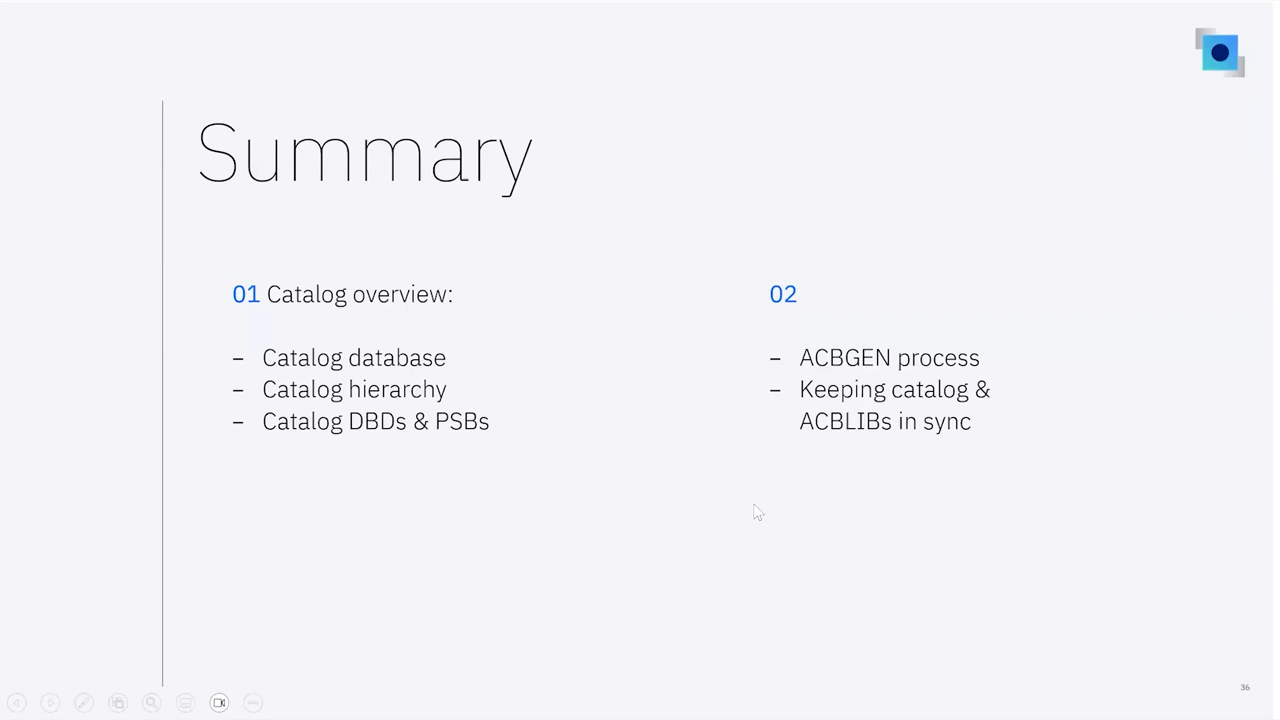 Summary
01 Catalog overview:
– Catalog database
– Catalog hierarchy
– Catalog DBDs & PSBs
02
– ACBGEN process
– Keeping catalog &
ACBLIBs in sync
36